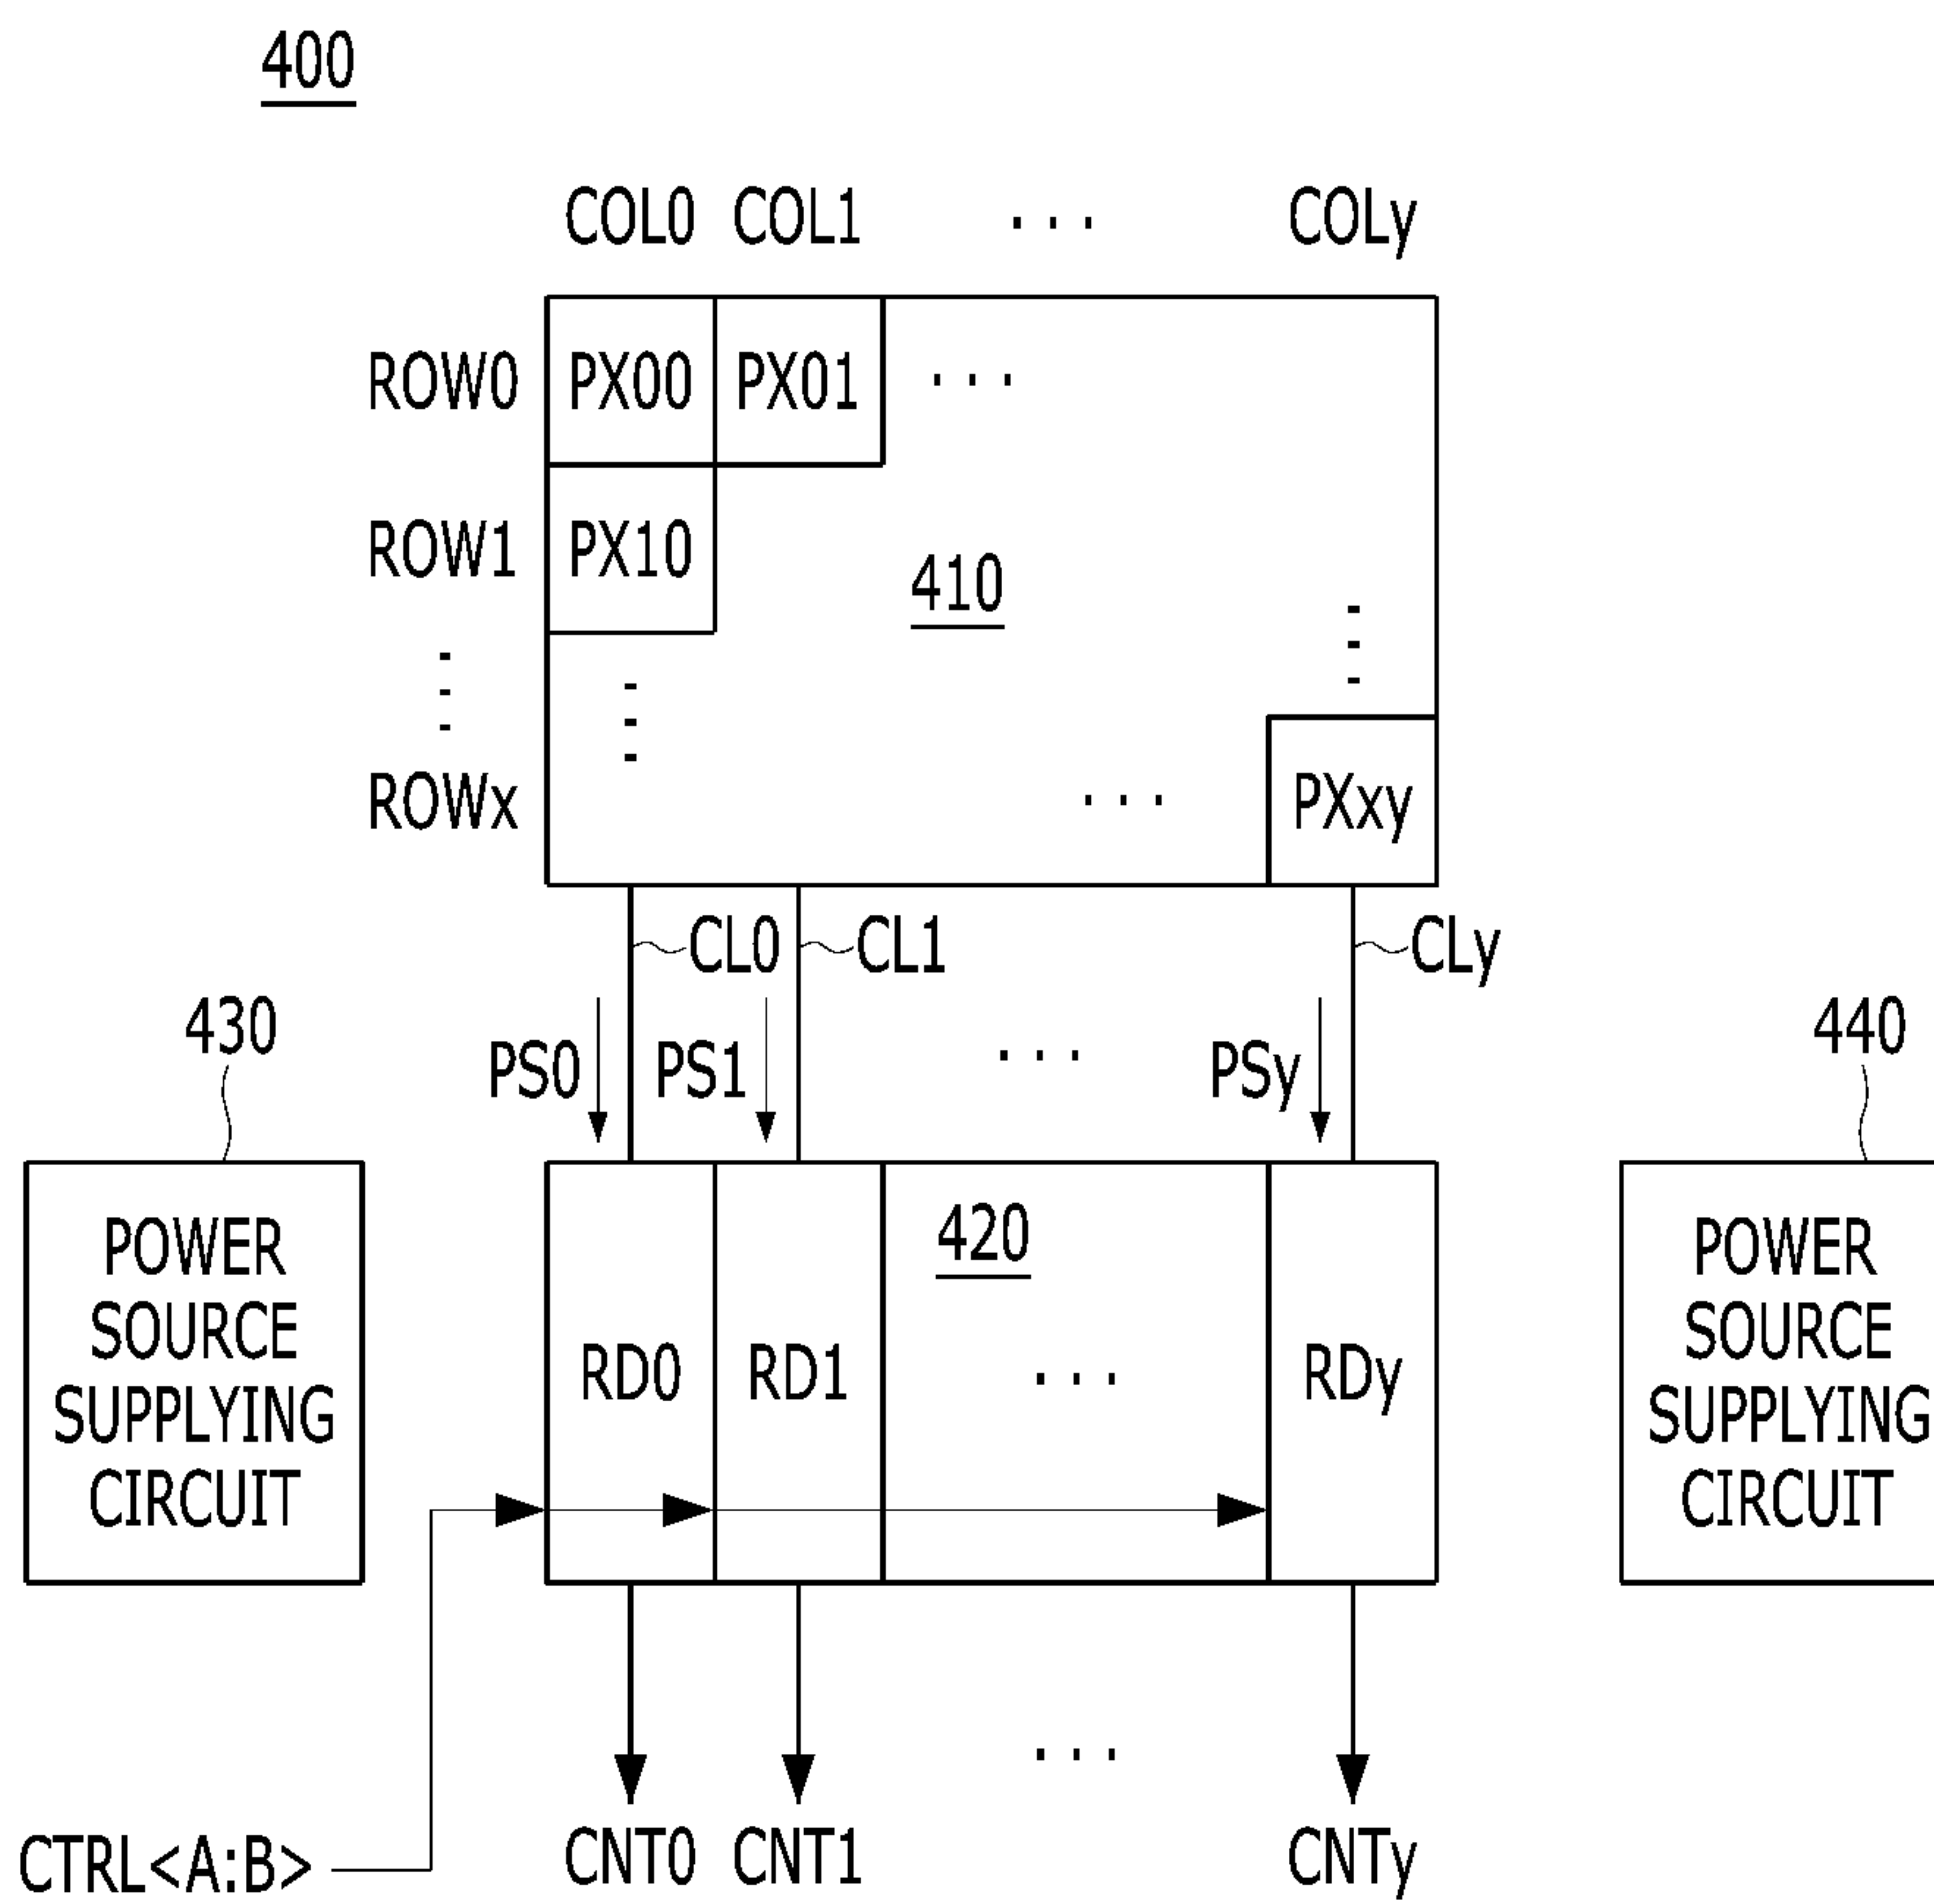 400
COL0 COL1 ... COLy
ROW0 PX00 PX01 ...
ROW1 PX10
410
ROWx ... PXxy
CL0 CL1 CLy
430 440
PS0 PS1 ... PSy
POWER
SOURCE
SUPPLYING
CIRCUIT
420
RD0 RD1 ... RDy
POWER
SOURCE
SUPPLYING
CIRCUIT
...
CTRL<A:B>
CNT0 CNT1 CNTy